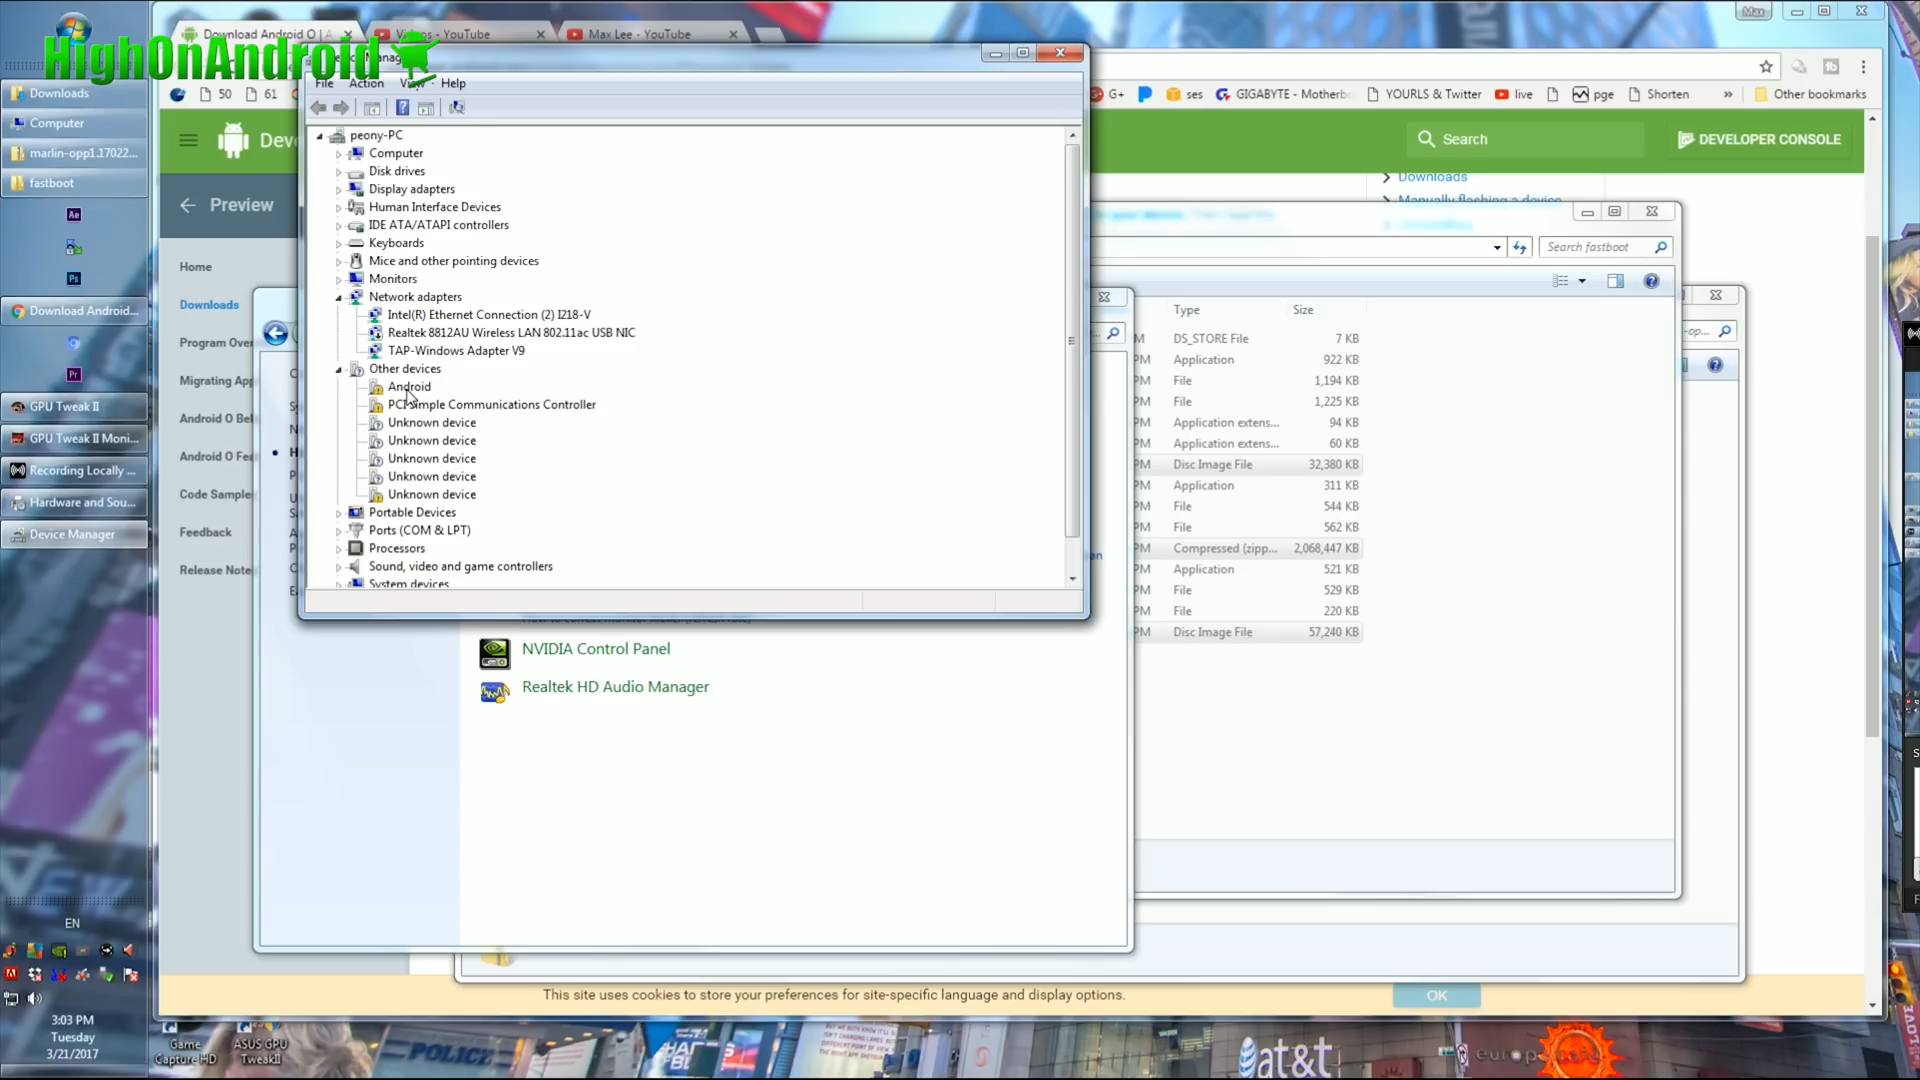 HighOnAndroid
Download Android O | A
Videos - YouTube
Max Lee - YouTube
Max
File Action View Help
50
61
G+
ses
GIGABYTE - Motherb
YOURLS & Twitter
live
pge
Shorten
»
Other bookmarks
Downloads
Computer
marlin-opp1.17022...
fastboot
Ae
Ps
Download Android...
Pr
GPU Tweak II
GPU Tweak II Moni...
Recording Locally ...
Hardware and Sou...
Device Manager
EN
3:03 PM
Tuesday
3/21/2017
Search
DEVELOPER CONSOLE
Preview
Home
Downloads
Program Over
Migrating App
Android O Beh
Android O Fea
Code Sample
Feedback
Release Note
peony-PC
Computer
Disk drives
Display adapters
Human Interface Devices
IDE ATA/ATAPI controllers
Keyboards
Mice and other pointing devices
Monitors
Network adapters
Intel(R) Ethernet Connection (2) I218-V
Realtek 8812AU Wireless LAN 802.11ac USB NIC
TAP-Windows Adapter V9
Other devices
Android
PCI Simple Communications Controller
Unknown device
Unknown device
Unknown device
Unknown device
Unknown device
Portable Devices
Ports (COM & LPT)
Processors
Sound, video and game controllers
System devices
NVIDIA Control Panel
Realtek HD Audio Manager
Downloads
Manually flashing a device
Search fastboot
Type Size
DS_STORE File 7 KB
Application 922 KB
File 1,194 KB
File 1,225 KB
Application extens... 94 KB
Application extens... 60 KB
Disc Image File 32,380 KB
Application 311 KB
File 544 KB
File 562 KB
Compressed (zipp... 2,068,447 KB
Application 521 KB
File 529 KB
File 220 KB
Disc Image File 57,240 KB
This site uses cookies to store your preferences for site-specific language and display options.
OK
Game
Capture HD
ASUS GPU
TweakII
POLICE
at&t